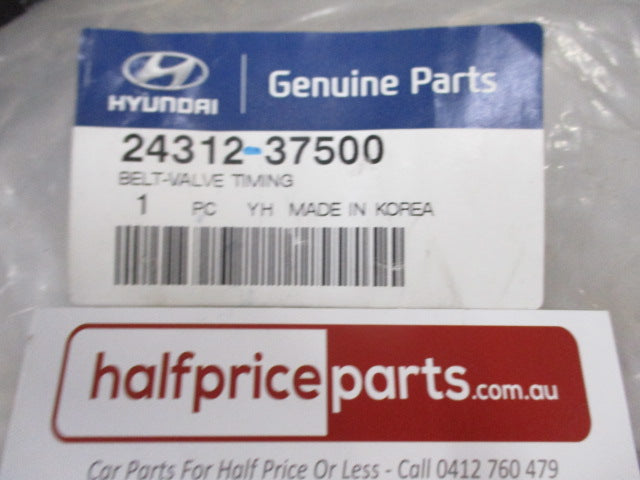 HYUNDAI
Genuine Parts
24312-37500
BELT-VALVE TIMING
1 PC YH MADE IN KOREA
halfpriceparts.com.au
Car Parts For Half Price Or Less - Call 0412 760 479